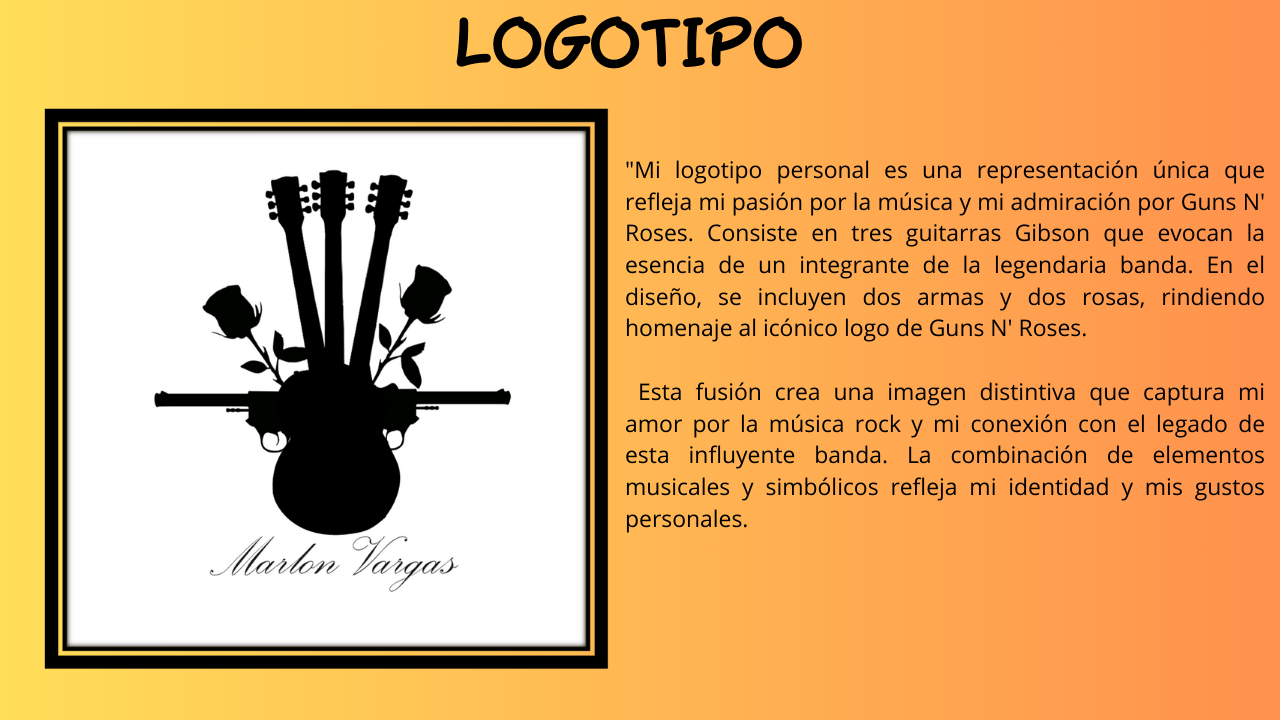 LOGOTIPO
"Mi logotipo personal es una representación única que
refleja mi pasión por la música y mi admiración por Guns N'
Roses. Consiste en tres guitarras Gibson que evocan la
esencia de un integrante de la legendaria banda. En el
diseño, se incluyen dos armas y dos rosas, rindiendo
homenaje al icónico logo de Guns N' Roses.
Esta fusión crea una imagen distintiva que captura mi
amor por la música rock y mi conexión con el legado de
esta influyente banda. La combinación de elementos
musicales y simbólicos refleja mi identidad y mis gustos
personales.
Marlon Vargas